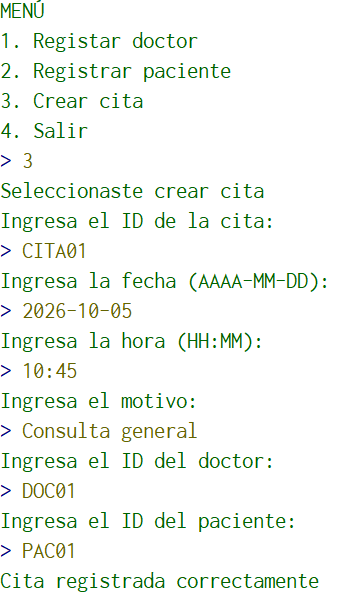 MENÚ
1. Registar doctor
2. Registrar paciente
3. Crear cita
4. Salir
> 3
Seleccionaste crear cita
Ingresa el ID de la cita:
> CITA01
Ingresa la fecha (AAAA-MM-DD):
> 2026-10-05
Ingresa la hora (HH:MM):
> 10:45
Ingresa el motivo:
> Consulta general
Ingresa el ID del doctor:
> DOC01
Ingresa el ID del paciente:
> PAC01
Cita registrada correctamente